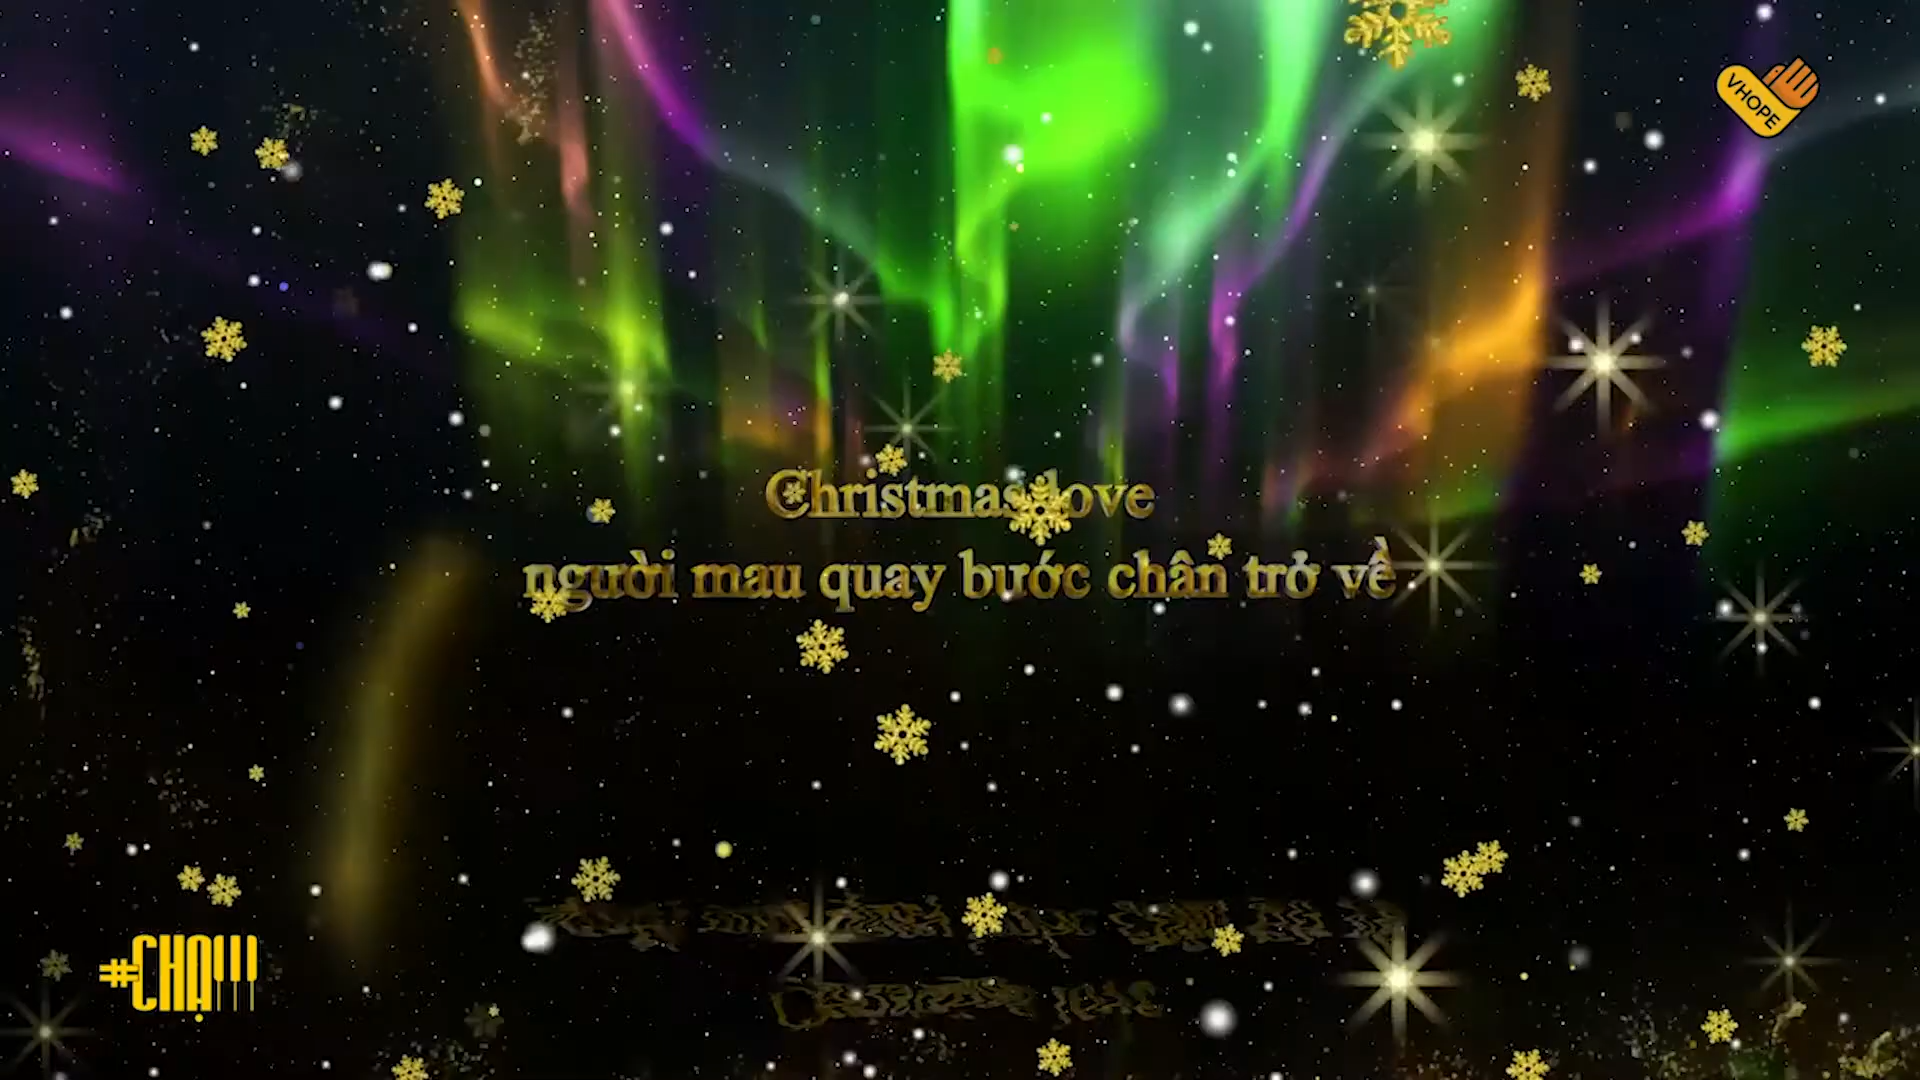 VHOPE
Christmas love
người mau quay bước chân trở về
#CHẠM